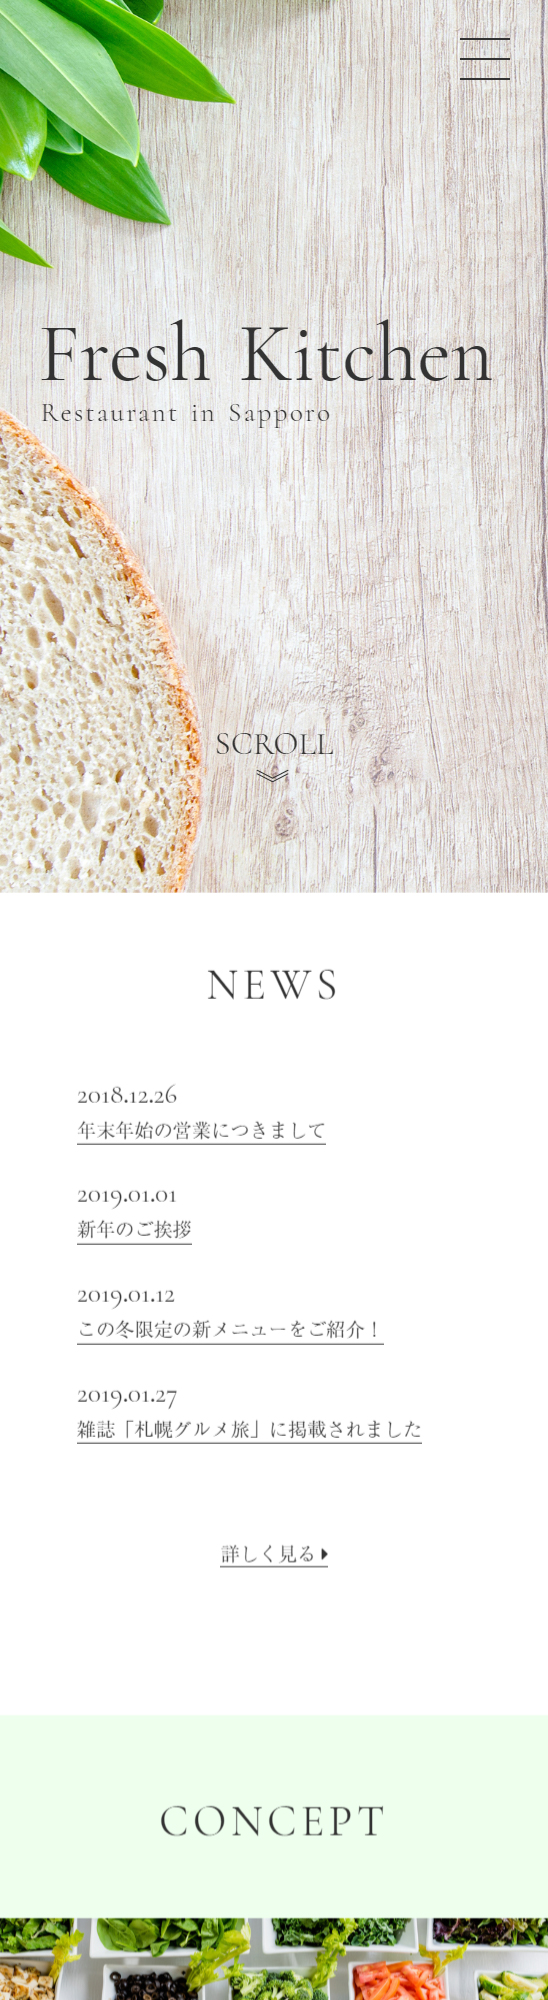 Fresh Kitchen
Restaurant in Sapporo
SCROLL
NEWS
2018.12.26
年末年始の営業につきまして
2019.01.01
新年のご挨拶
2019.01.12
この冬限定の新メニューをご紹介！
2019.01.27
雑誌「札幌グルメ旅」に掲載されました
詳しく見る
CONCEPT